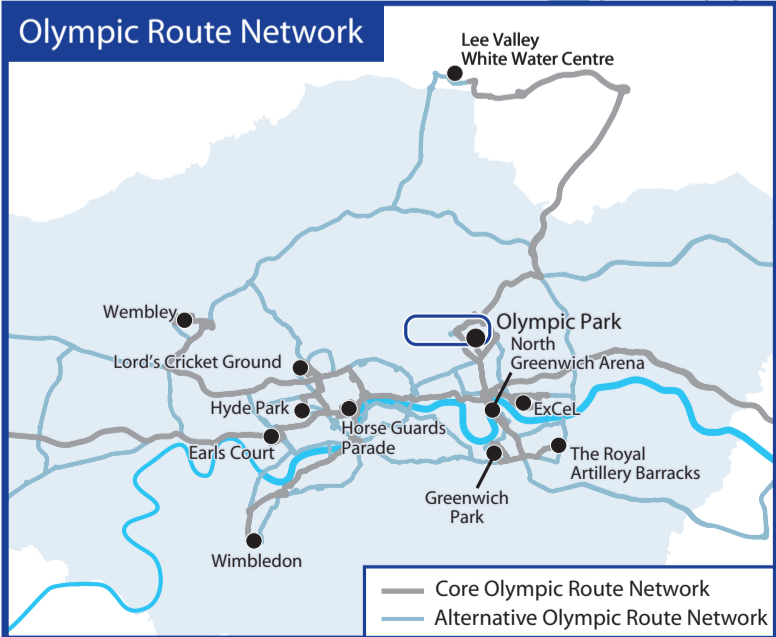 Olympic Route Network
Lee Valley
White Water Centre
Wembley
Olympic Park
North
Greenwich Arena
Lord's Cricket Ground
Hyde Park
ExCeL
Horse Guards
Parade
Earls Court
The Royal
Artillery Barracks
Greenwich
Park
Wimbledon
Core Olympic Route Network
Alternative Olympic Route Network